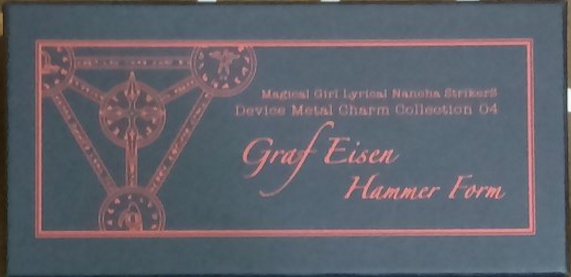 Magical Girl Lyrical Nanoha StrikerS
Device Metal Charm Collection 04
Graf Eisen
Hammer Form